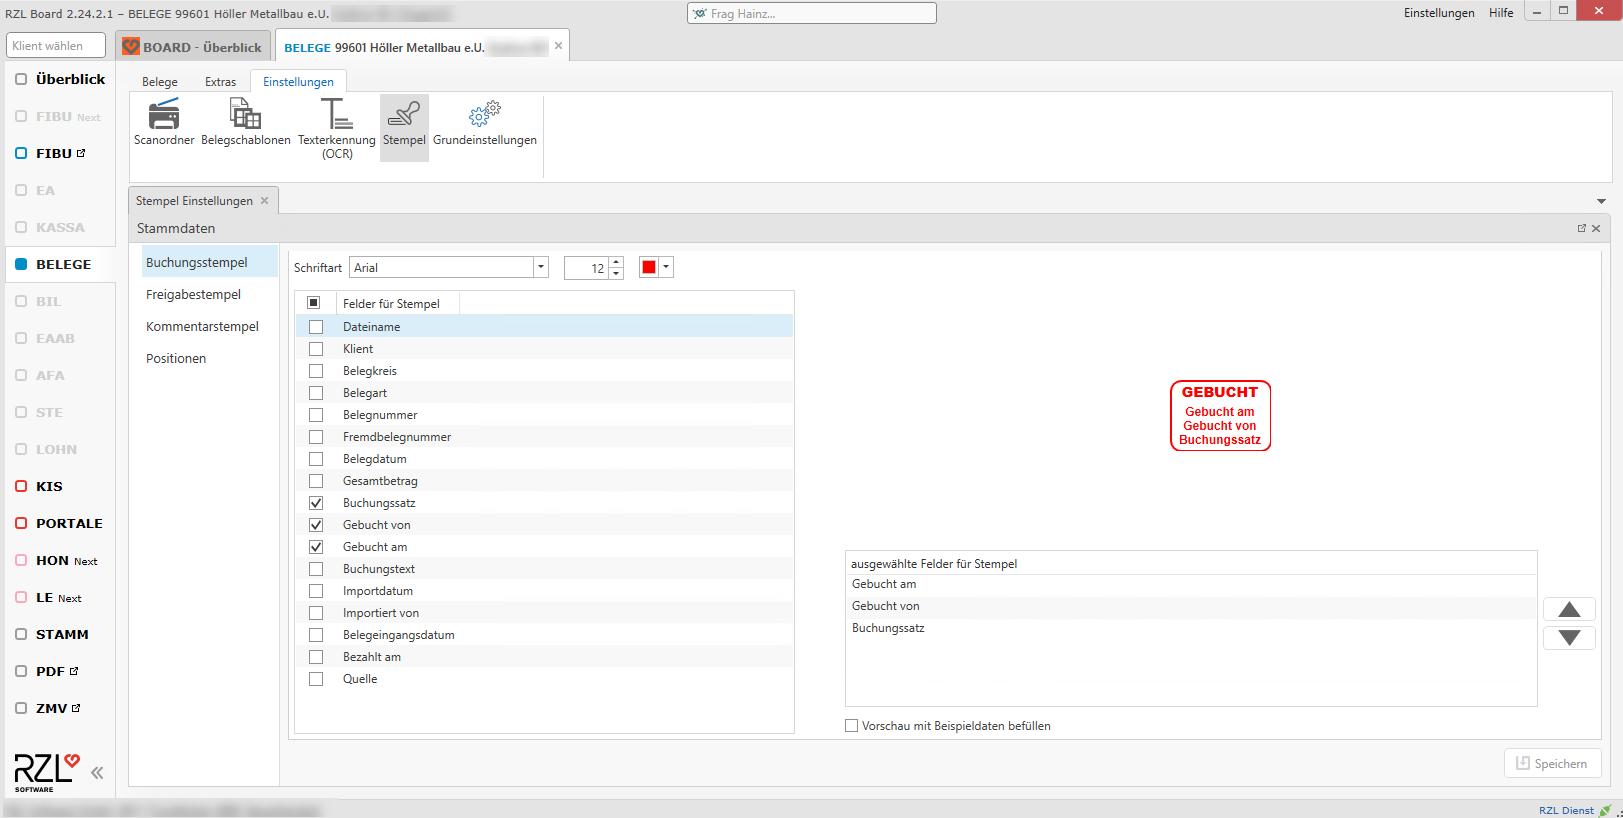 RZL Board 2.24.2.1 – BELEGE 99601 Höller Metallbau e.U.
Frag Hainz...
Einstellungen Hilfe
Klient wählen
BOARD - Überblick
BELEGE 99601 Höller Metallbau e.U.
Überblick
FIBU Next
FIBU
EA
KASSA
BELEGE
BIL
EAAB
AFA
STE
LOHN
KIS
PORTALE
HON Next
LE Next
STAMM
PDF
ZMV
RZL
SOFTWARE
Belege Extras Einstellungen
Scanordner
Belegschablonen
Texterkennung
(OCR)
Stempel
Grundeinstellungen
Stempel Einstellungen
Stammdaten
Buchungsstempel
Freigabestempel
Kommentarstempel
Positionen
Schriftart Arial 12
Felder für Stempel
Dateiname
Klient
Belegkreis
Belegart
Belegnummer
Fremdbelegnummer
Belegdatum
Gesamtbetrag
Buchungssatz
Gebucht von
Gebucht am
Buchungstext
Importdatum
Importiert von
Belegeingangsdatum
Bezahlt am
Quelle
GEBUCHT
Gebucht am
Gebucht von
Buchungssatz
ausgewählte Felder für Stempel
Gebucht am
Gebucht von
Buchungssatz
Vorschau mit Beispieldaten befüllen
Speichern
RZL Dienst